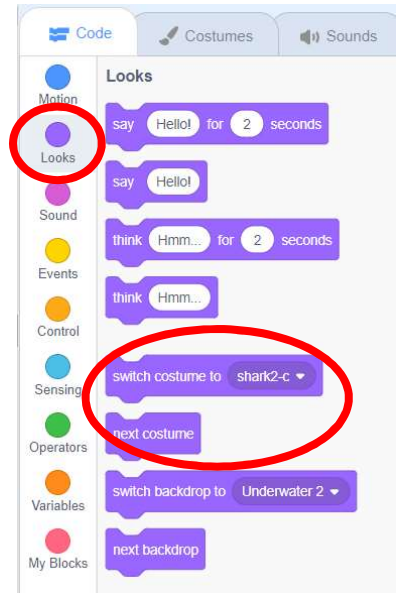 Code Costumes Sounds
Motion
Looks
Sound
Events
Control
Sensing
Operators
Variables
My Blocks
Looks
say Hello! for 2 seconds
say Hello!
think Hmm... for 2 seconds
think Hmm...
switch costume to shark2-c
next costume
switch backdrop to Underwater 2
next backdrop